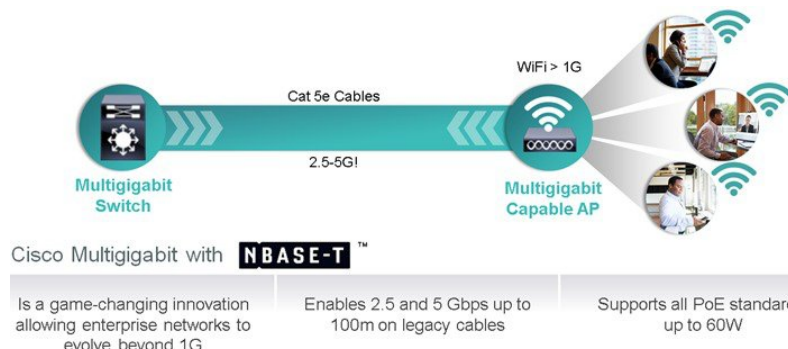 WiFi > 1G
Cat 5e Cables
2.5-5G!
Multigigabit
Switch
Multigigabit
Capable AP
Cisco Multigigabit with NBASE-T ™
Is a game-changing innovation
allowing enterprise networks to
evolve beyond 1G
Enables 2.5 and 5 Gbps up to
100m on legacy cables
Supports all PoE standar
up to 60W